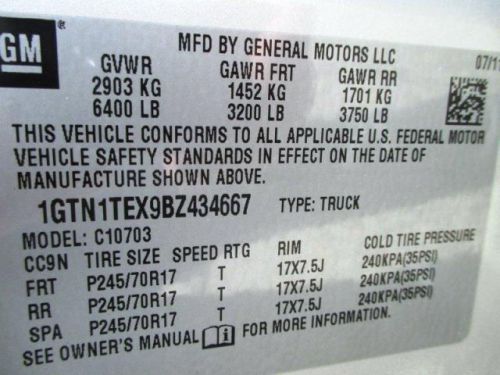 GM
MFD BY GENERAL MOTORS LLC
07/11
GVWR GAWR FRT GAWR RR
2903 KG 1452 KG 1701 KG
6400 LB 3200 LB 3750 LB
THIS VEHICLE CONFORMS TO ALL APPLICABLE U.S. FEDERAL MOTOR
VEHICLE SAFETY STANDARDS IN EFFECT ON THE DATE OF
MANUFACTURE SHOWN ABOVE.
1GTN1TEX9BZ434667 TYPE: TRUCK
MODEL: C10703
CC9N TIRE SIZE SPEED RTG RIM COLD TIRE PRESSURE
FRT P245/70R17 T 17X7.5J 240KPA(35PSI)
RR P245/70R17 T 17X7.5J 240KPA(35PSI)
SPA P245/70R17 T 17X7.5J 240KPA(35PSI)
SEE OWNER'S MANUAL i FOR MORE INFORMATION.